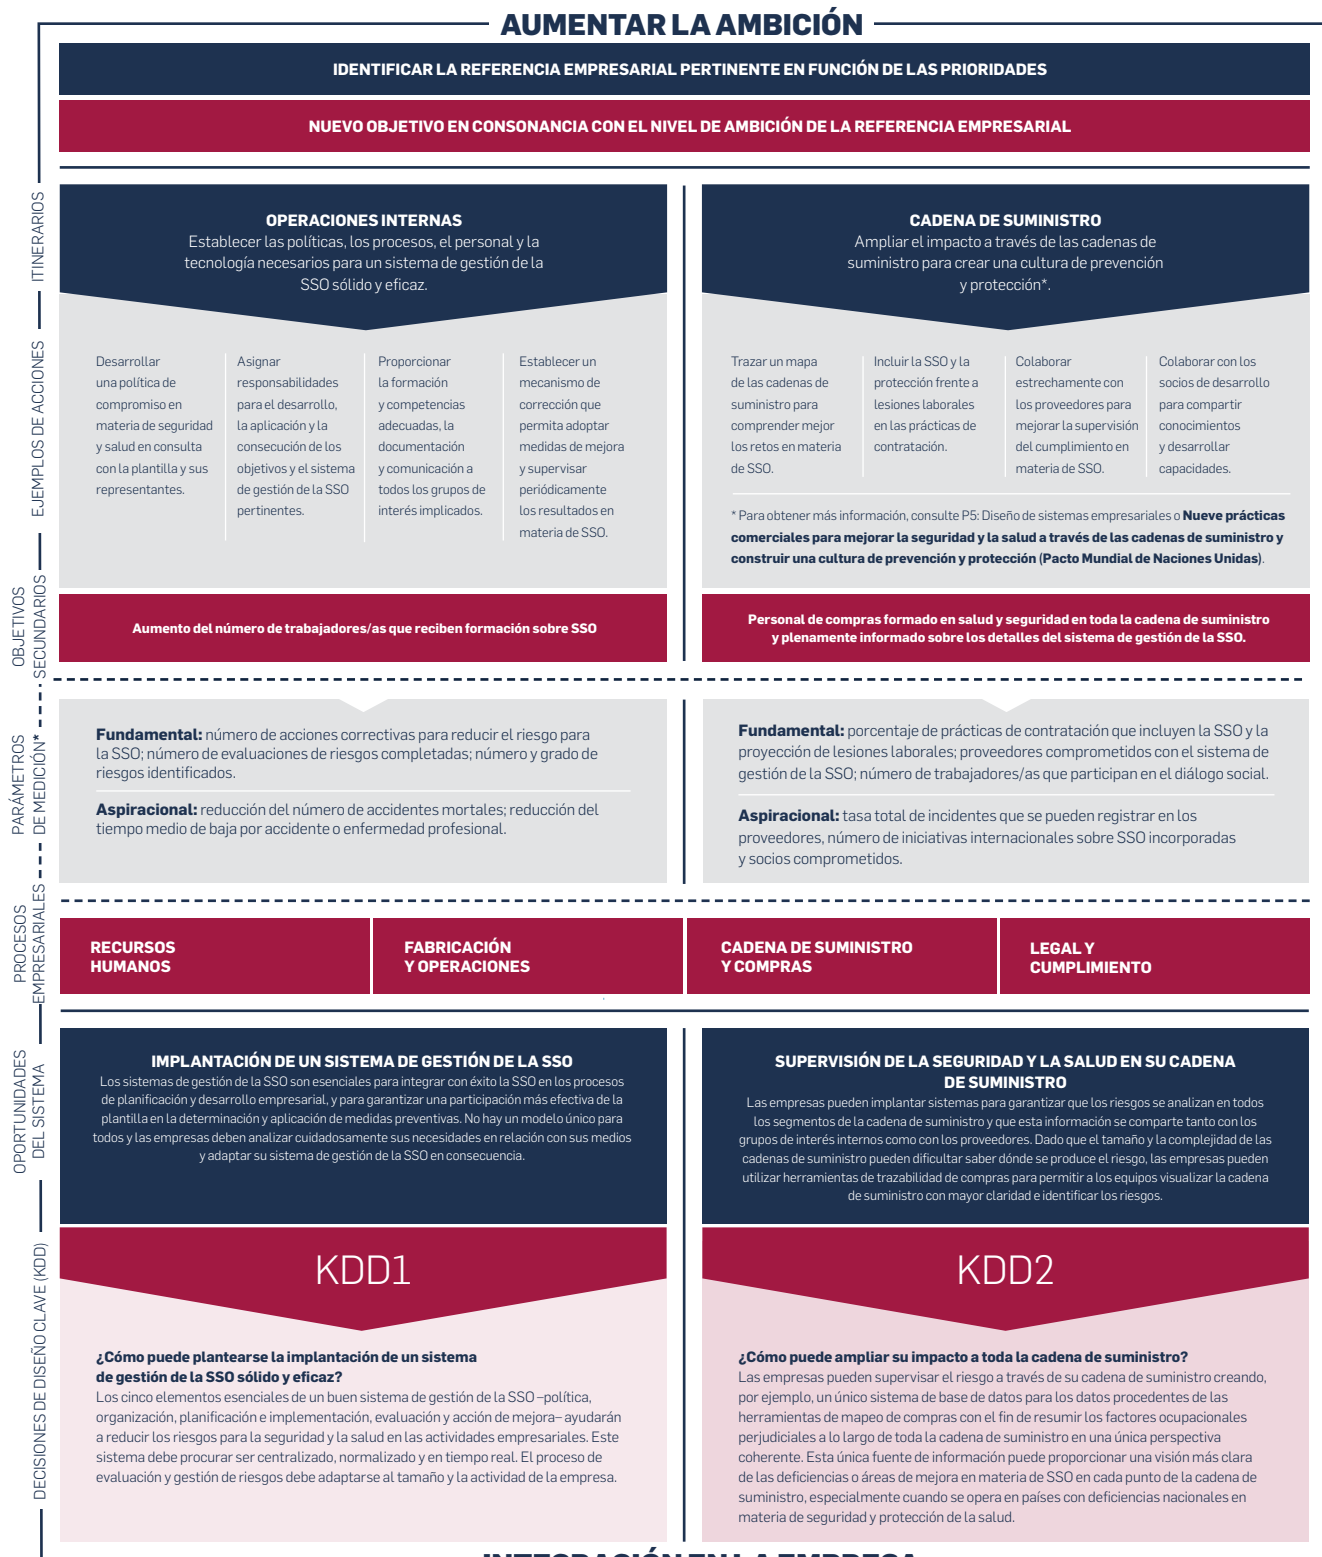 AUMENTAR LA AMBICIÓN
IDENTIFICAR LA REFERENCIA EMPRESARIAL PERTINENTE EN FUNCIÓN DE LAS PRIORIDADES
NUEVO OBJETIVO EN CONSONANCIA CON EL NIVEL DE AMBICIÓN DE LA REFERENCIA EMPRESARIAL
ITINERARIOS
OPERACIONES INTERNAS
Establecer las políticas, los procesos, el personal y la
tecnología necesarios para un sistema de gestión de la
SSO sólido y eficaz.
CADENA DE SUMINISTRO
Ampliar el impacto a través de las cadenas de
suministro para crear una cultura de prevención
y protección*.
EJEMPLOS DE ACCIONES
Desarrollar
una política de
compromiso en
materia de seguridad
y salud en consulta
con la plantilla y sus
representantes.
Asignar
responsabilidades
para el desarrollo,
la aplicación y la
consecución de los
objetivos y el sistema
de gestión de la SSO
pertinentes.
Proporcionar
la formación
y competencias
adecuadas, la
documentación
y comunicación a
todos los grupos de
interés implicados.
Establecer un
mecanismo de
corrección que
permita adoptar
medidas de mejora
y supervisar
periódicamente
los resultados en
materia de SSO.
Trazar un mapa
de las cadenas de
suministro para
comprender mejor
los retos en materia
de SSO.
Incluir la SSO y la
protección frente a
lesiones laborales
en las prácticas de
contratación.
Colaborar
estrechamente con
los proveedores para
mejorar la supervisión
del cumplimiento en
materia de SSO.
Colaborar con los
socios de desarrollo
para compartir
conocimientos
y desarrollar
capacidades.
* Para obtener más información, consulte P5: Diseño de sistemas empresariales o Nueve prácticas
comerciales para mejorar la seguridad y la salud a través de las cadenas de suministro y
construir una cultura de prevención y protección (Pacto Mundial de Naciones Unidas).
OBJETIVOS
SECUNDARIOS
Aumento del número de trabajadores/as que reciben formación sobre SSO
Personal de compras formado en salud y seguridad en toda la cadena de suministro
y plenamente informado sobre los detalles del sistema de gestión de la SSO.
PARÁMETROS
DE MEDICIÓN*
Fundamental: número de acciones correctivas para reducir el riesgo para
la SSO; número de evaluaciones de riesgos completadas; número y grado de
riesgos identificados.
Aspiracional: reducción del número de accidentes mortales; reducción del
tiempo medio de baja por accidente o enfermedad profesional.
Fundamental: porcentaje de prácticas de contratación que incluyen la SSO y la
proyección de lesiones laborales; proveedores comprometidos con el sistema de
gestión de la SSO; número de trabajadores/as que participan en el diálogo social.
Aspiracional: tasa total de incidentes que se pueden registrar en los
proveedores, número de iniciativas internacionales sobre SSO incorporadas
y socios comprometidos.
PROCESOS
EMPRESARIALES
RECURSOS
HUMANOS
FABRICACIÓN
Y OPERACIONES
CADENA DE SUMINISTRO
Y COMPRAS
LEGAL Y
CUMPLIMIENTO
OPORTUNIDADES
DEL SISTEMA
IMPLANTACIÓN DE UN SISTEMA DE GESTIÓN DE LA SSO
Los sistemas de gestión de la SSO son esenciales para integrar con éxito la SSO en los procesos
de planificación y desarrollo empresarial, y para garantizar una participación más efectiva de la
plantilla en la determinación y aplicación de medidas preventivas. No hay un modelo único para
todos y las empresas deben analizar cuidadosamente sus necesidades en relación con sus medios
y adaptar su sistema de gestión de la SSO en consecuencia.
SUPERVISIÓN DE LA SEGURIDAD Y LA SALUD EN SU CADENA
DE SUMINISTRO
Las empresas pueden implantar sistemas para garantizar que los riesgos se analizan en todos
los segmentos de la cadena de suministro y que esta información se comparte tanto con los
grupos de interés internos como con los proveedores. Dado que el tamaño y la complejidad de las
cadenas de suministro pueden dificultar saber dónde se produce el riesgo, las empresas pueden
utilizar herramientas de trazabilidad de compras para permitir a los equipos visualizar la cadena
de suministro con mayor claridad e identificar los riesgos.
DECISIONES DE DISEÑO CLAVE (KDD)
KDD1
¿Cómo puede plantearse la implantación de un sistema
de gestión de la SSO sólido y eficaz?
Los cinco elementos esenciales de un buen sistema de gestión de la SSO –política,
organización, planificación e implementación, evaluación y acción de mejora– ayudarán
a reducir los riesgos para la seguridad y la salud en las actividades empresariales. Este
sistema debe procurar ser centralizado, normalizado y en tiempo real. El proceso de
evaluación y gestión de riesgos debe adaptarse al tamaño y la actividad de la empresa.
KDD2
¿Cómo puede ampliar su impacto a toda la cadena de suministro?
Las empresas pueden supervisar el riesgo a través de su cadena de suministro creando,
por ejemplo, un único sistema de base de datos para los datos procedentes de las
herramientas de mapeo de compras con el fin de resumir los factores ocupacionales
perjudiciales a lo largo de toda la cadena de suministro en una única perspectiva
coherente. Esta única fuente de información puede proporcionar una visión más clara
de las deficiencias o áreas de mejora en materia de SSO en cada punto de la cadena de
suministro, especialmente cuando se opera en países con deficiencias nacionales en
materia de seguridad y protección de la salud.
INTEGRACIÓN EN LA EMPRESA